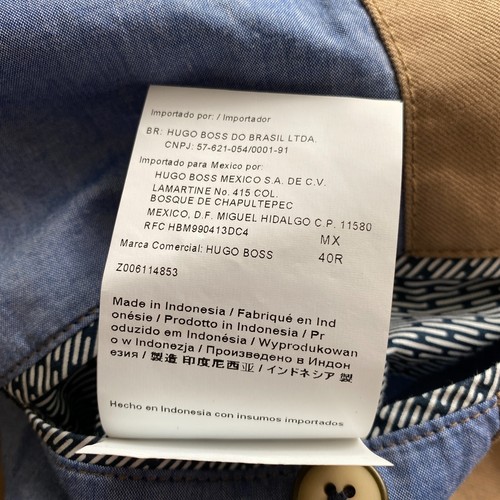 Importado por: / Importador
BR: HUGO BOSS DO BRASIL LTDA.
CNPJ: 57-621-054/0001-91
Importado para Mexico por:
HUGO BOSS MEXICO S.A. DE C.V.
LAMARTINE No. 415 COL.
BOSQUE DE CHAPULTEPEC
MEXICO, D.F. MIGUEL HIDALGO C.P. 11580
RFC HBM990413DC4 MX
Marca Comercial: HUGO BOSS 40R
Z006114853
Made in Indonesia / Fabriqué en Ind
onésie / Prodotto in Indonesia / Pr
oduzido em Indonésia / Wyprodukowan
o w Indonezja / Произведено в Индон
езия / 製造 印度尼西亚 / インドネシア 製
Hecho en Indonesia con insumos importados